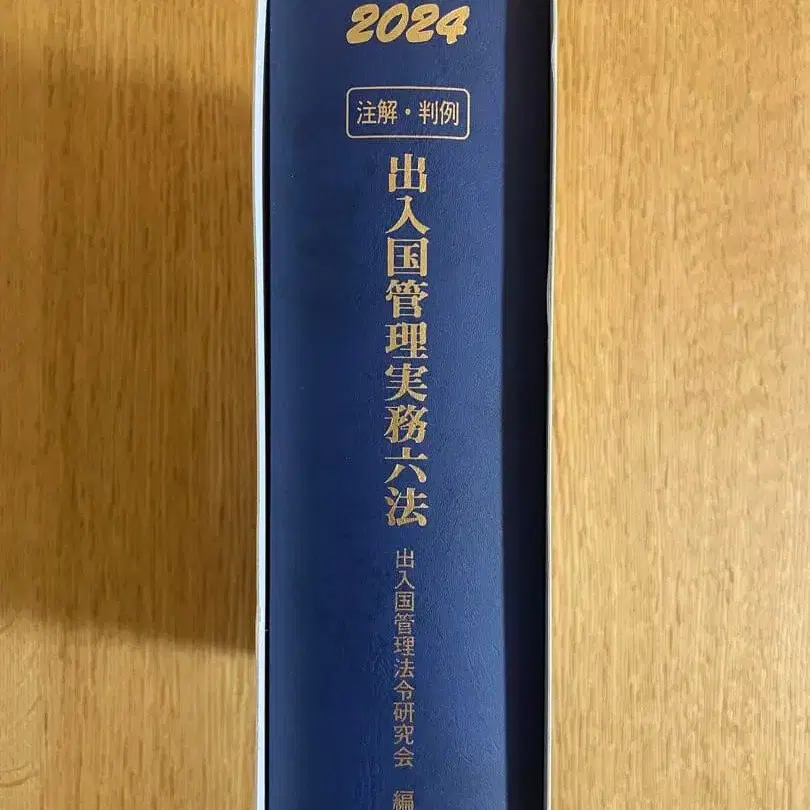 2024
注解・判例
出入国管理実務六法
出入国管理法令研究会 編